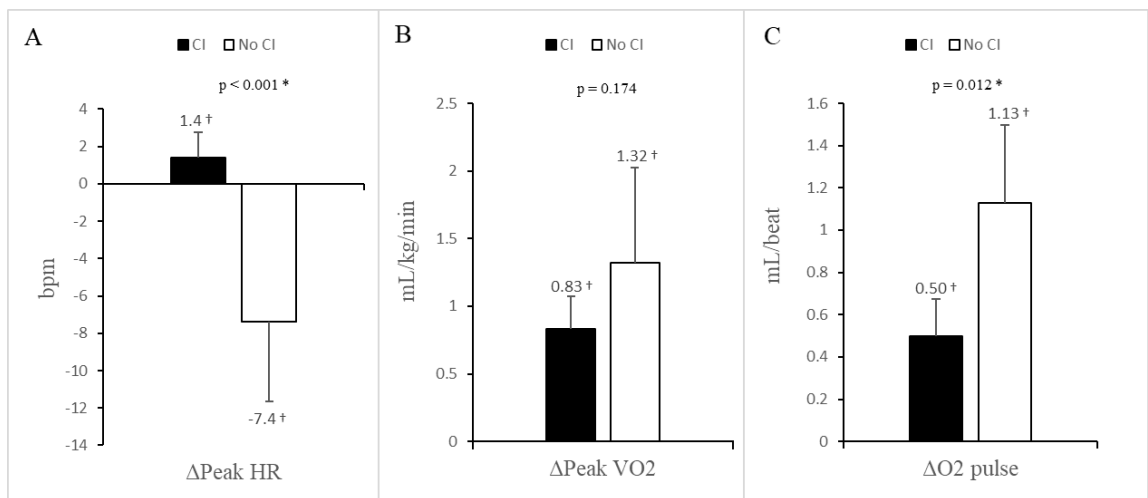 A
CI No CI
p < 0.001 *
4
2
0
-2
-4
-6
-8
-10
-12
-14
bpm
1.4 †
-7.4 †
ΔPeak HR
B
CI No CI
p = 0.174
2.5
2
1.5
1
0.5
0
mL/kg/min
0.83 †
1.32 †
ΔPeak VO2
C
CI No CI
p = 0.012 *
1.6
1.4
1.2
1
0.8
0.6
0.4
0.2
0
mL/beat
0.50 †
1.13 †
ΔO2 pulse